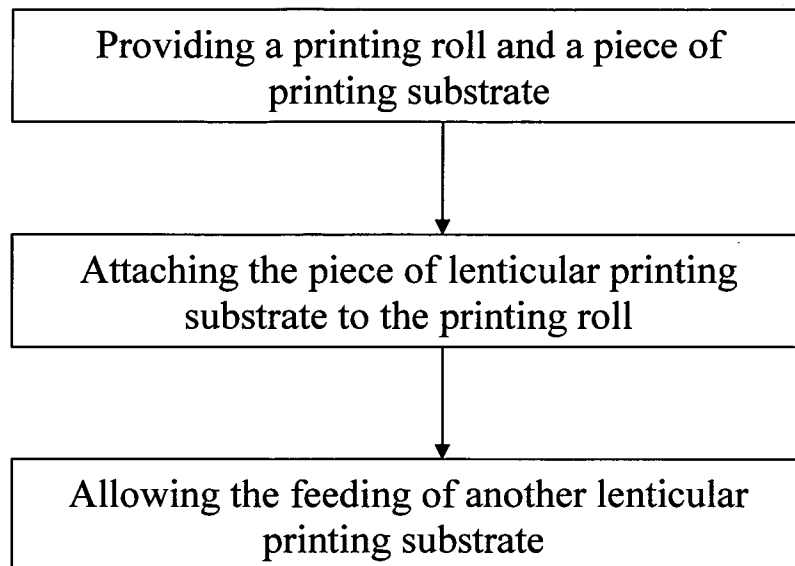 Providing a printing roll and a piece of
printing substrate
Attaching the piece of lenticular printing
substrate to the printing roll
Allowing the feeding of another lenticular
printing substrate